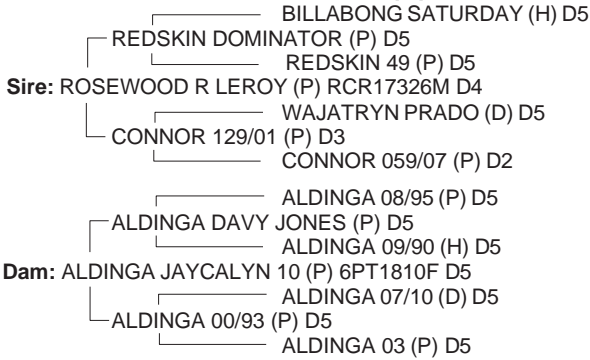 BILLABONG SATURDAY (H) D5
REDSKIN DOMINATOR (P) D5
REDSKIN 49 (P) D5
Sire: ROSEWOOD R LEROY (P) RCR17326M D4
WAJATRYN PRADO (D) D5
CONNOR 129/01 (P) D3
CONNOR 059/07 (P) D2
ALDINGA 08/95 (P) D5
ALDINGA DAVY JONES (P) D5
ALDINGA 09/90 (H) D5
Dam: ALDINGA JAYCALYN 10 (P) 6PT1810F D5
ALDINGA 07/10 (D) D5
ALDINGA 00/93 (P) D5
ALDINGA 03 (P) D5